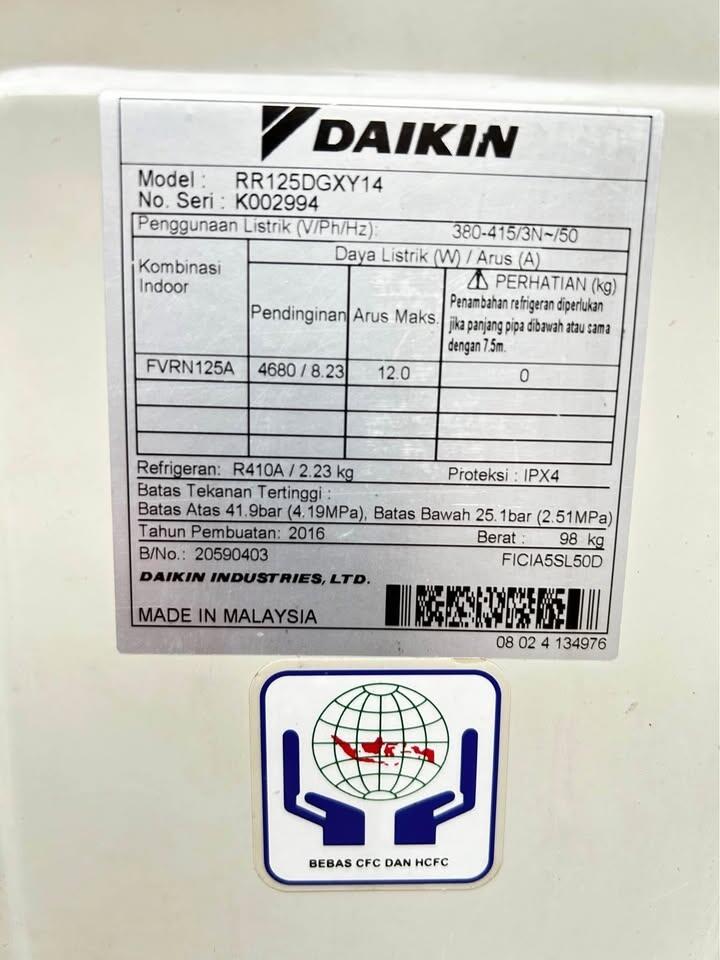 DAIKIN
Model : RR125DGXY14
No. Seri : K002994
Penggunaan Listrik (V/Ph/Hz): 380-415/3N~/50
Kombinasi Indoor
Daya Listrik (W) / Arus (A)
Pendinginan
Arus Maks.
⚠ PERHATIAN (kg)
Penambahan refrigeran diperlukan
jika panjang pipa dibawah atau sama
dengan 7.5m.
FVRN125A 4680 / 8.23 12.0 0
Refrigeran: R410A / 2.23 kg Proteksi : IPX4
Batas Tekanan Tertinggi :
Batas Atas 41.9bar (4.19MPa), Batas Bawah 25.1bar (2.51MPa)
Tahun Pembuatan: 2016 Berat : 98 kg
B/No.: 20590403 FICIA5SL50D
DAIKIN INDUSTRIES, LTD.
MADE IN MALAYSIA
08 02 4 134976
BEBAS CFC DAN HCFC